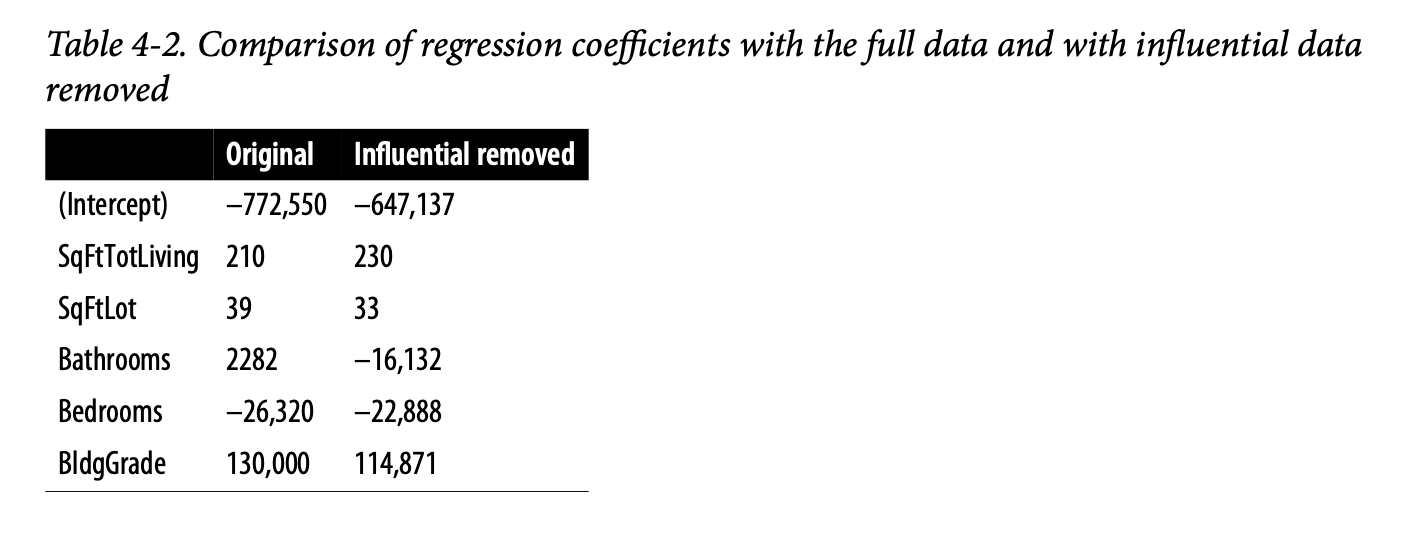 Table 4-2. Comparison of regression coefficients with the full data and with influential data
removed
Original Influential removed
(Intercept) –772,550 –647,137
SqFtTotLiving 210 230
SqFtLot 39 33
Bathrooms 2282 –16,132
Bedrooms –26,320 –22,888
BldgGrade 130,000 114,871